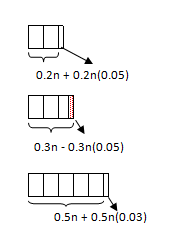 0.2n + 0.2n(0.05)
0.3n - 0.3n(0.05)
0.5n + 0.5n(0.03)